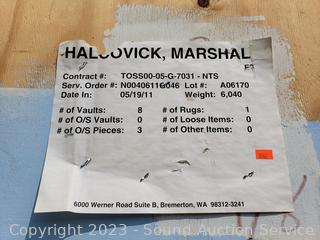 HALCOVICK, MARSHAL
Contract #: TOSS00-05-G-7031 - NTS
Serv. Order #: N0040611G046 Lot #: A06170
Date In: 05/19/11 Weight: 6,040
# of Vaults: 8 # of Rugs: 1
# of O/S Vaults: 0 # of Loose Items: 0
# of O/S Pieces: 3 # of Other Items: 0
6000 Werner Road Suite B, Bremerton, WA 98312-3241
Copyright 2023 - Sound Auction Service